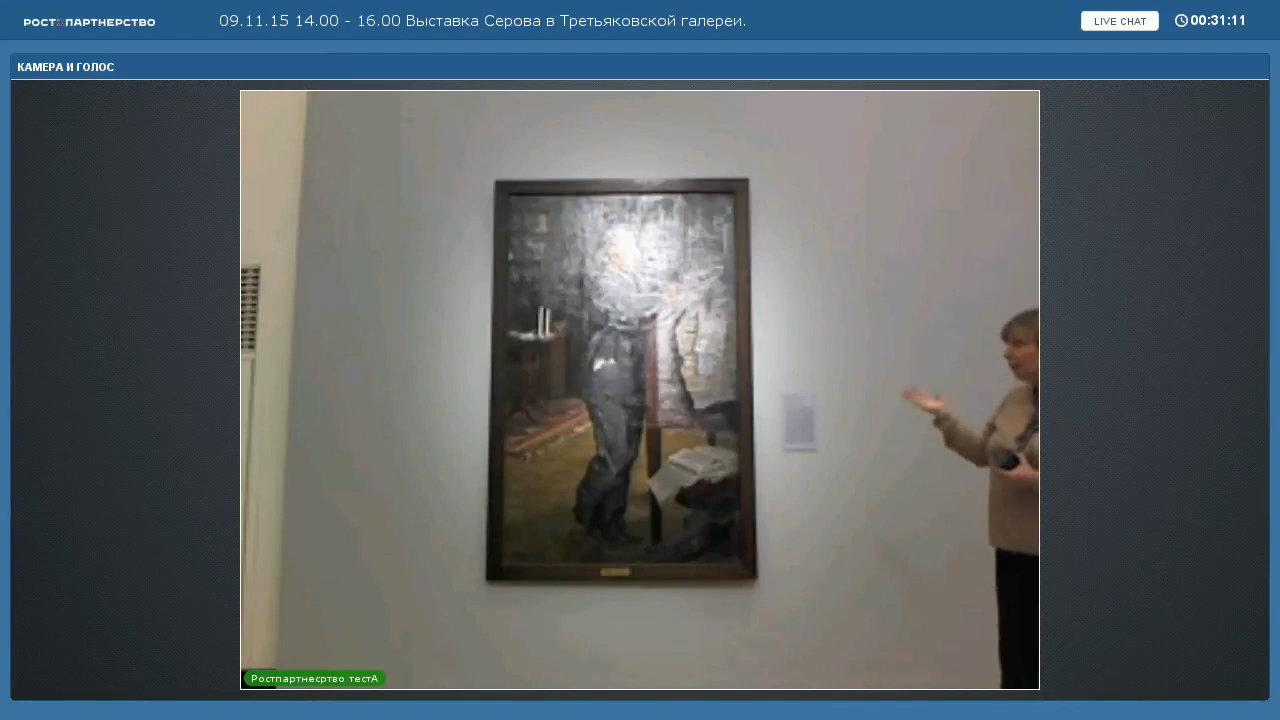 РОСТ ПАРТНЕРСТВО
09.11.15 14.00 - 16.00 Выставка Серова в Третьяковской галереи.
LIVE CHAT
00:31:11
КАМЕРА И ГОЛОС
Ростпартнесртво тестА